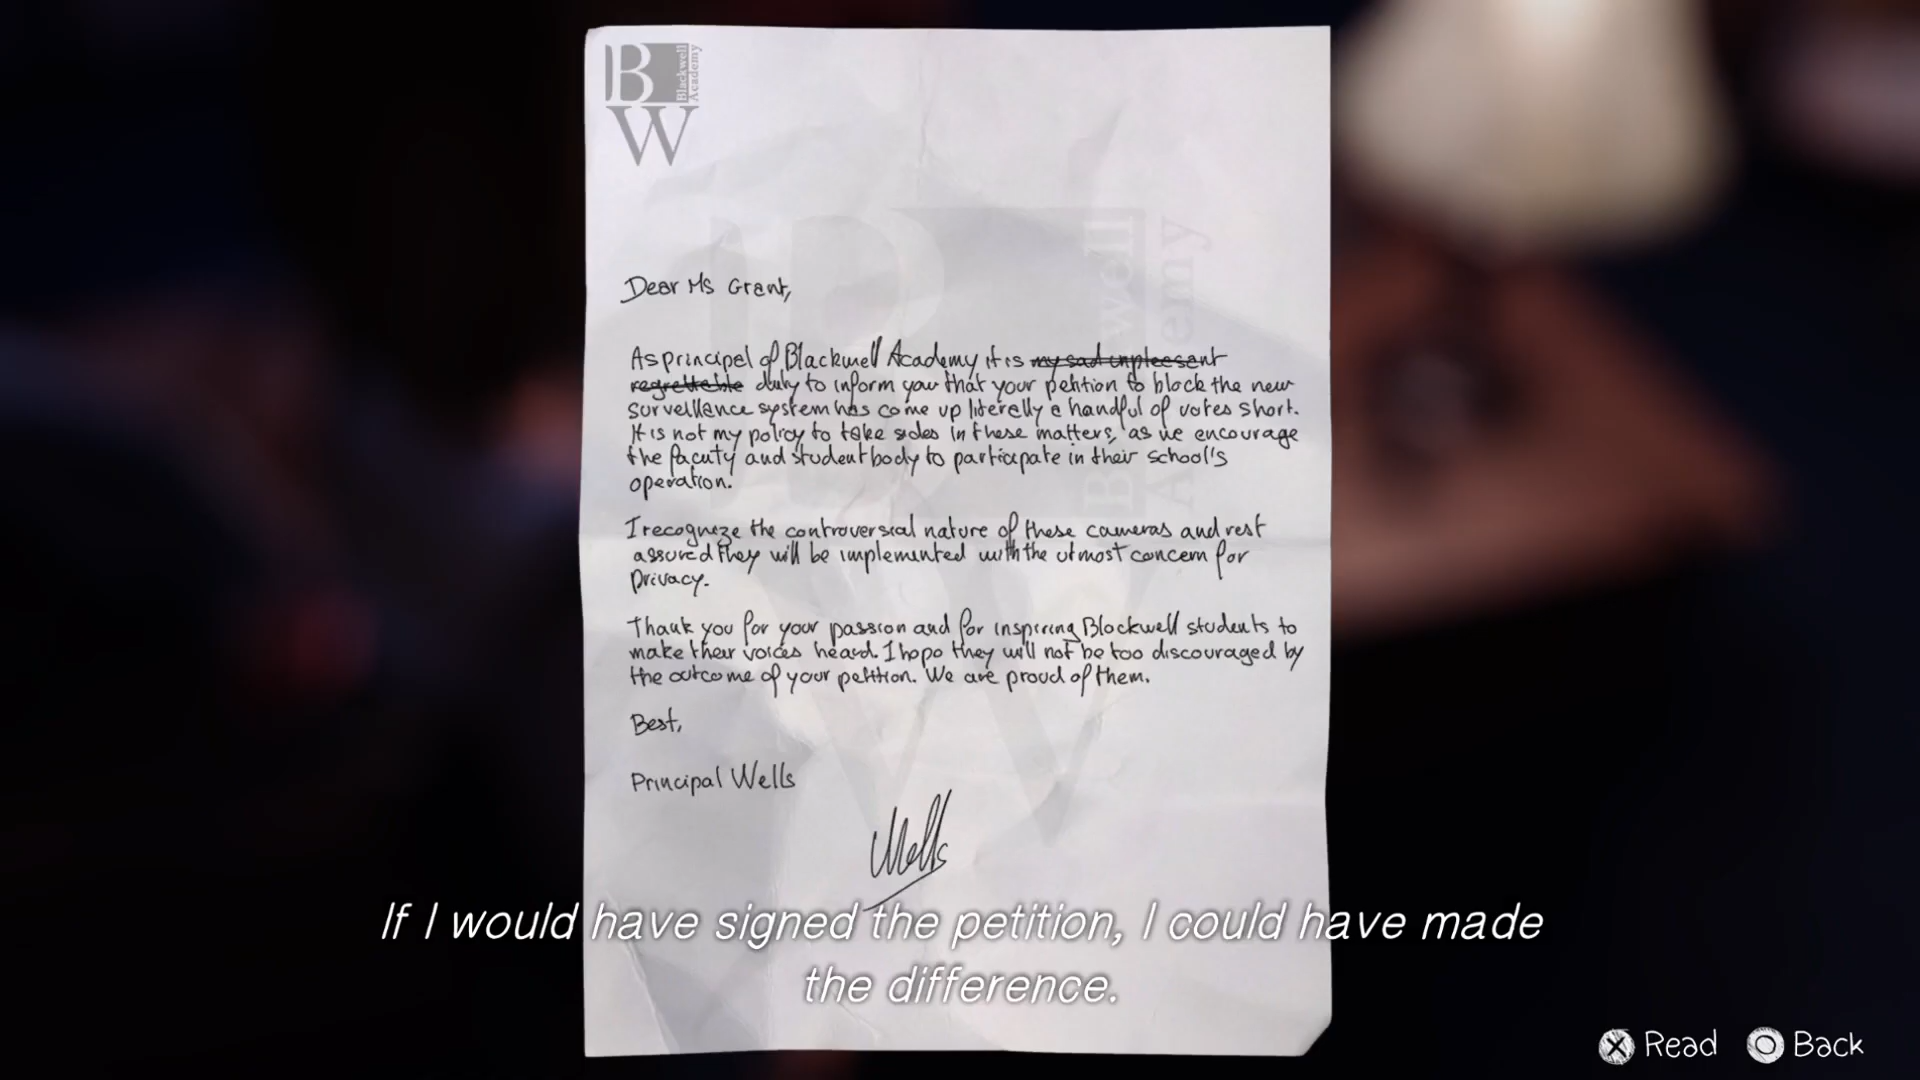 B
Blackwell
Academy
W
Dear Ms Grant,
As principal of Blackwell Academy it is my sad unpleasant
regrettable duty to inform you that your petition to block the new
surveillance system has come up literally a handful of votes short.
It is not my policy to take sides in these matters, as we encourage
the facuty and student body to participate in their school's
operation.
I recognize the controversial nature of these cameras and rest
assured they will be implemented with the utmost concern for
privacy.
Thank you for your passion and for inspiring Blackwell students to
make their voices heard. I hope they will not be too discouraged by
the outcome of your petition. We are proud of them.
Best,
Principal Wells
Wells
If I would have signed the petition, I could have made
the difference.
X Read O Back